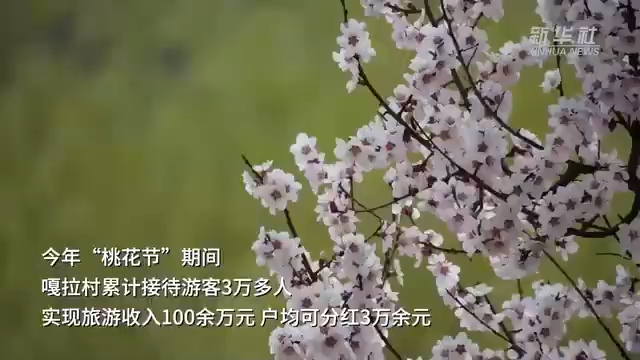 新华社
XINHUA NEWS
今年“桃花节”期间
嘎拉村累计接待游客3万多人
实现旅游收入100余万元 户均可分红3万余元